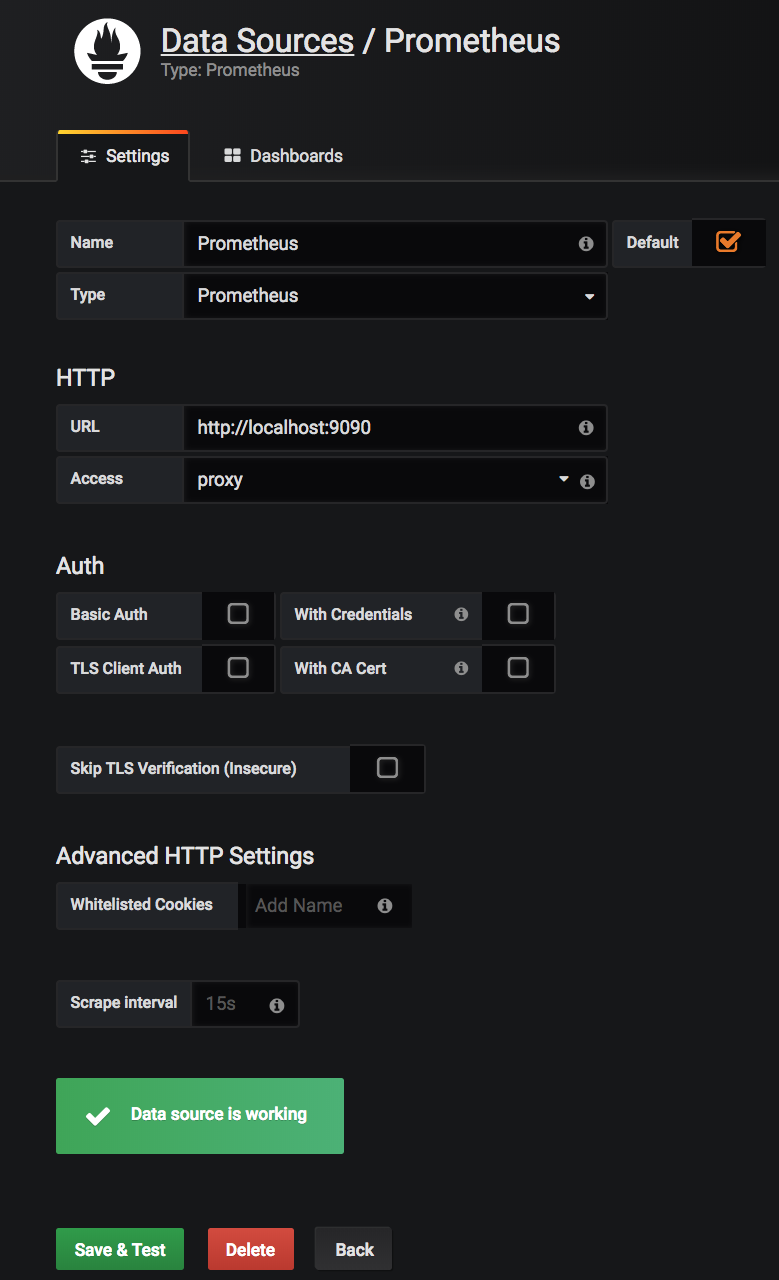 Data Sources / Prometheus
Type: Prometheus
Settings Dashboards
Name Prometheus Default
Type Prometheus
HTTP
URL http://localhost:9090
Access proxy
Auth
Basic Auth With Credentials
TLS Client Auth With CA Cert
Skip TLS Verification (Insecure)
Advanced HTTP Settings
Whitelisted Cookies Add Name
Scrape interval 15s
Data source is working
Save & Test Delete Back